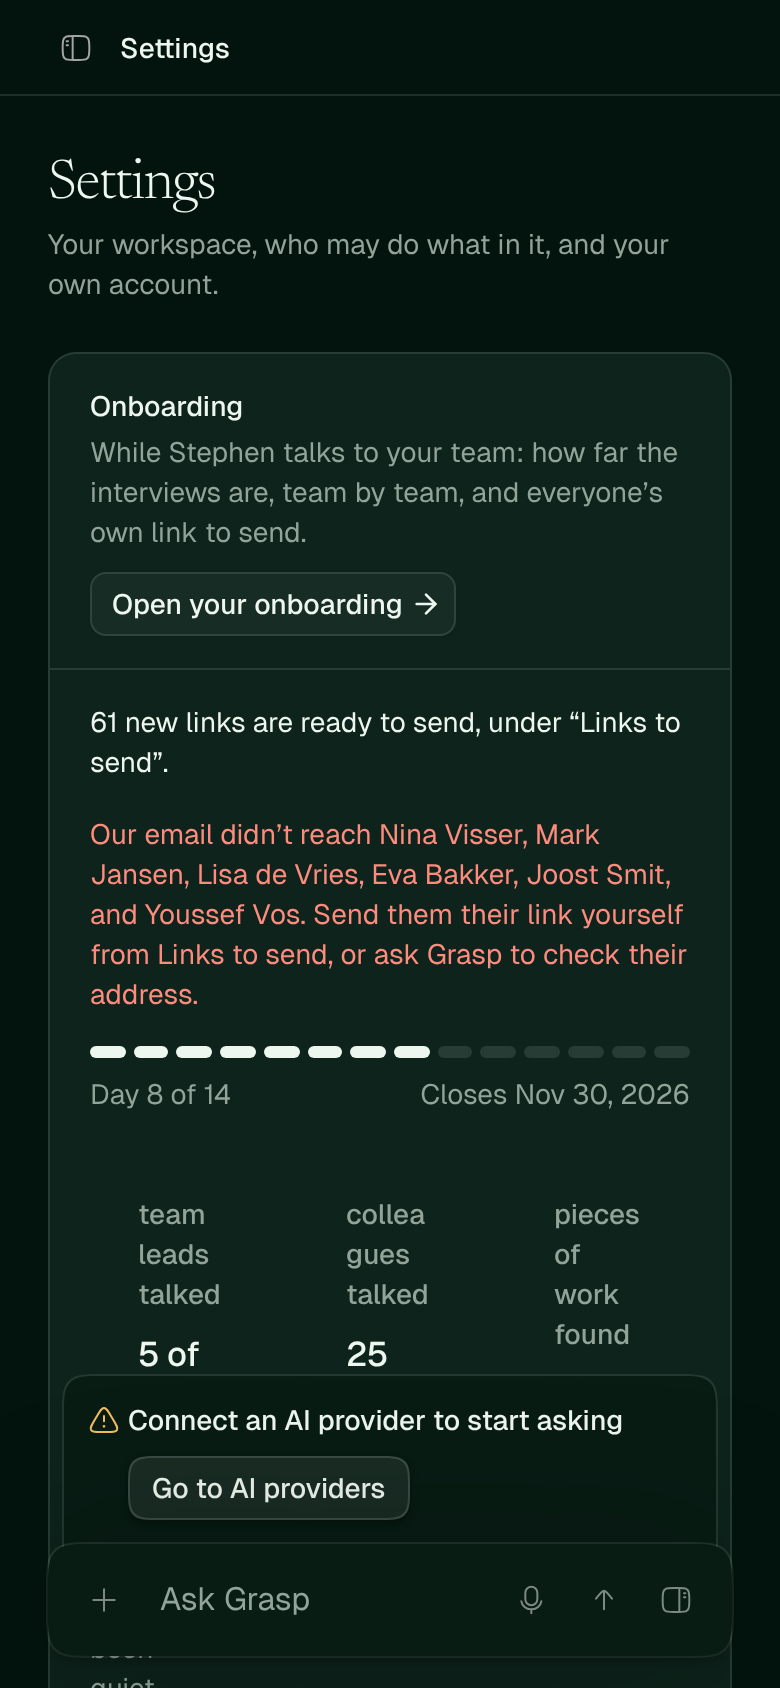 Settings
Settings
Your workspace, who may do what in it, and your
own account.
Onboarding
While Stephen talks to your team: how far the
interviews are, team by team, and everyone’s
own link to send.
Open your onboarding →
61 new links are ready to send, under “Links to
send”.
Our email didn’t reach Nina Visser, Mark
Jansen, Lisa de Vries, Eva Bakker, Joost Smit,
and Youssef Vos. Send them their link yourself
from Links to send, or ask Grasp to check their
address.
Day 8 of 14
Closes Nov 30, 2026
team
leads
talked
5 of
collea
gues
talked
25
pieces
of
work
found
Connect an AI provider to start asking
Go to AI providers
Ask Grasp